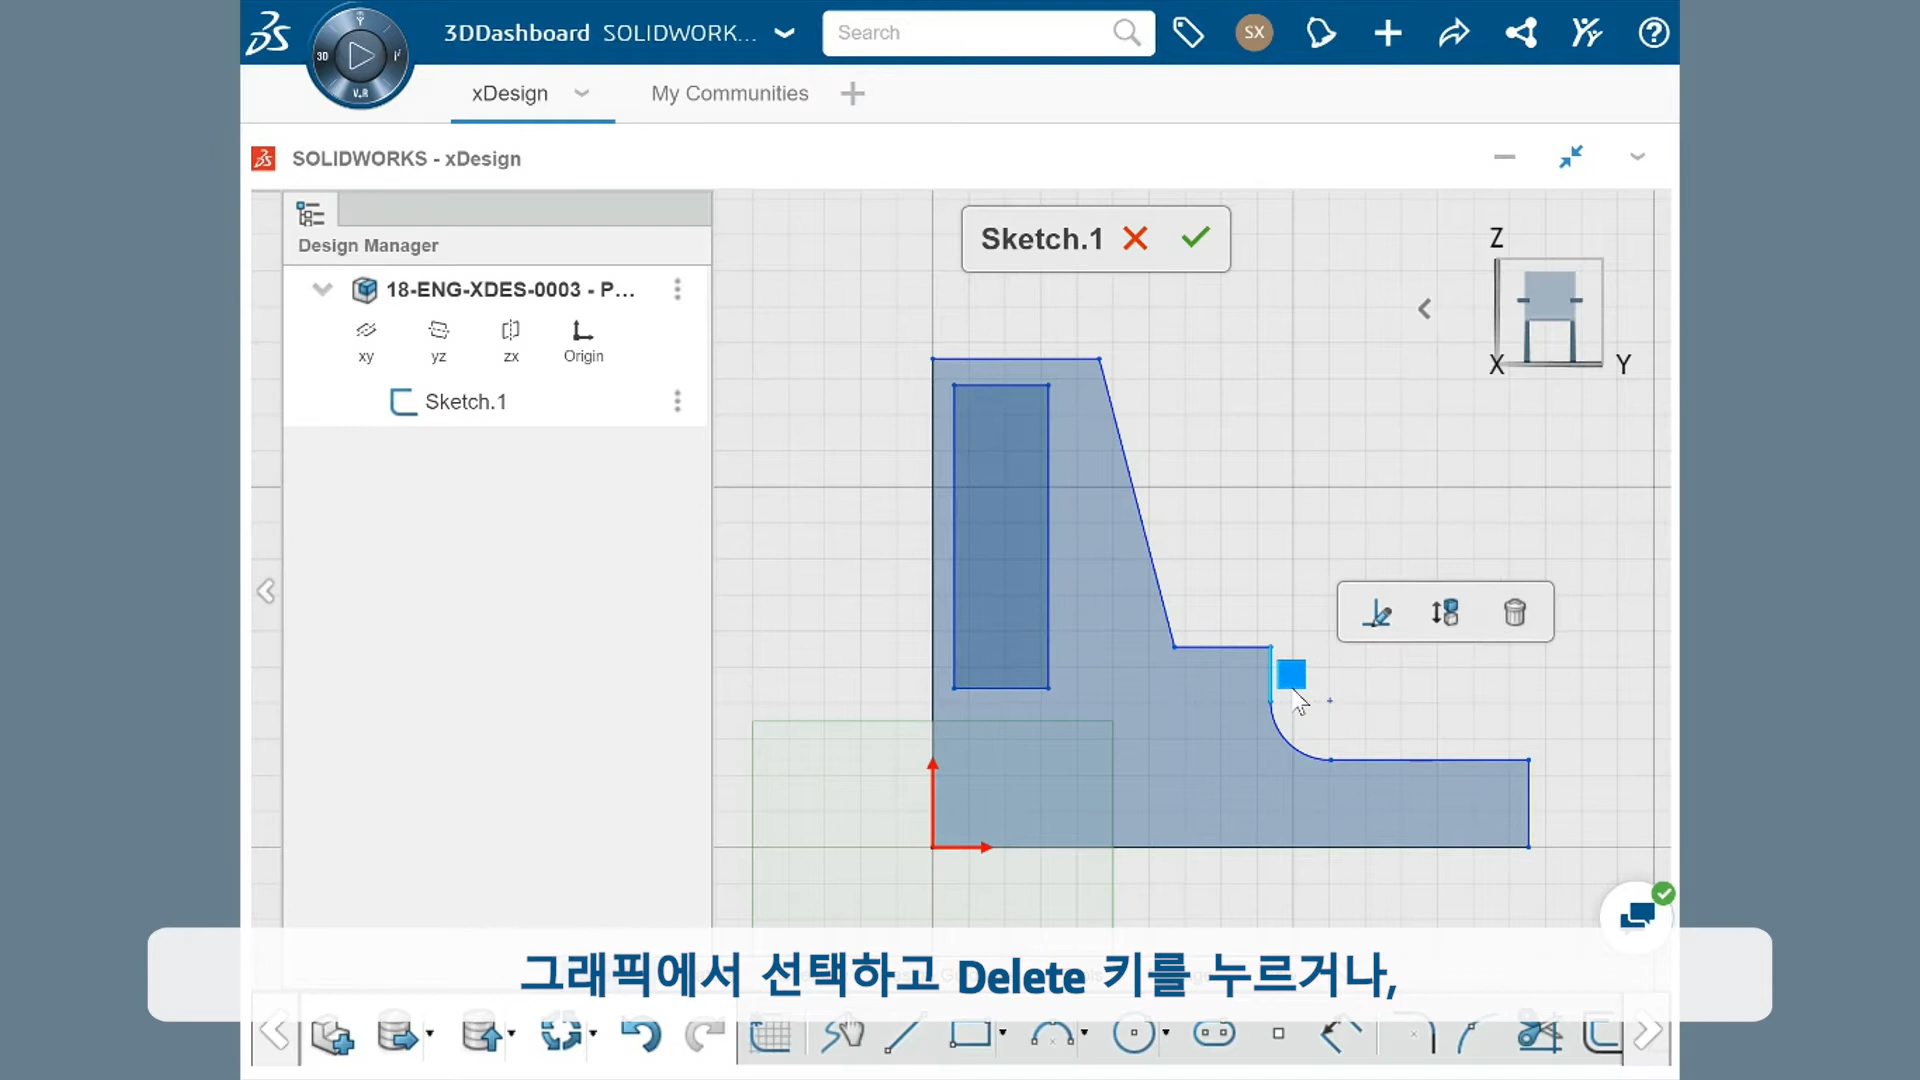 3DDashboard SOLIDWORK...
Search
SX
3D
V.R
xDesign
My Communities
SOLIDWORKS - xDesign
Design Manager
18-ENG-XDES-0003 - P...
xy
yz
zx
Origin
Sketch.1
Sketch.1
Z
X
Y
그래픽에서 선택하고 Delete 키를 누르거나,